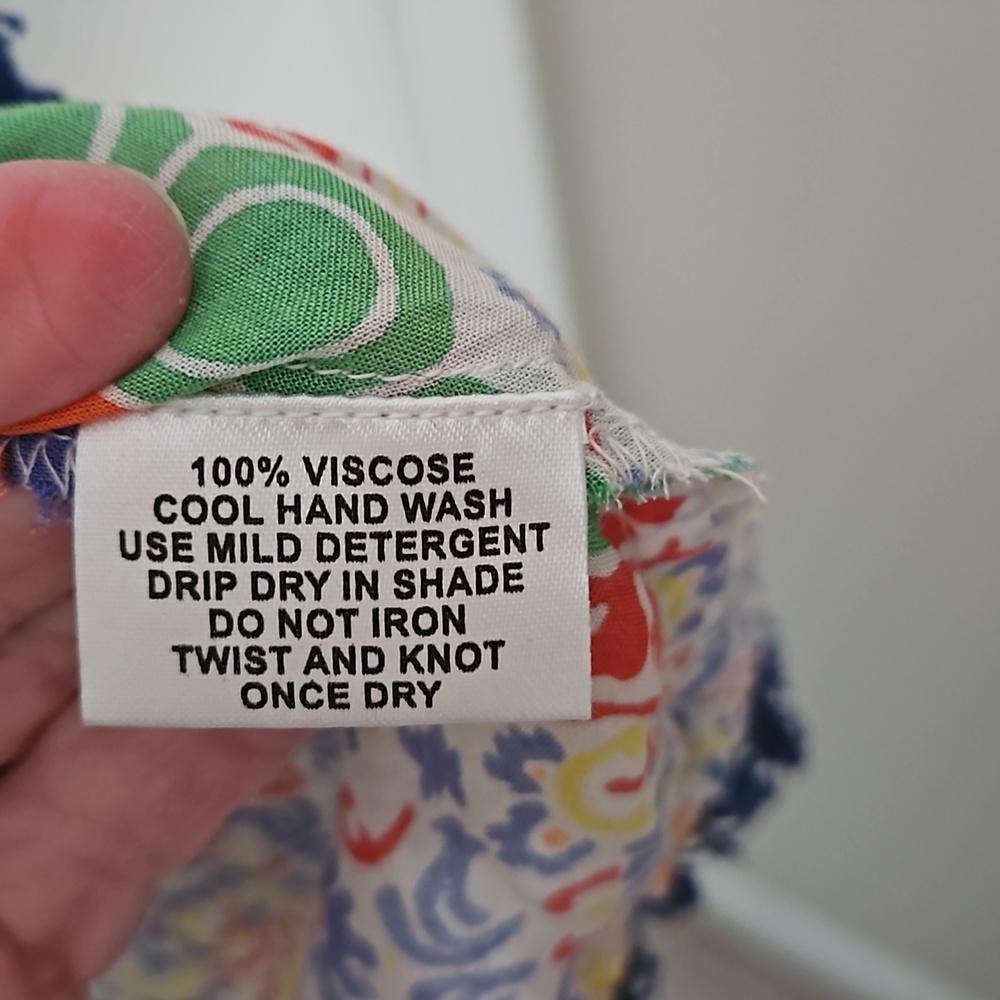 100% VISCOSE
COOL HAND WASH
USE MILD DETERGENT
DRIP DRY IN SHADE
DO NOT IRON
TWIST AND KNOT
ONCE DRY